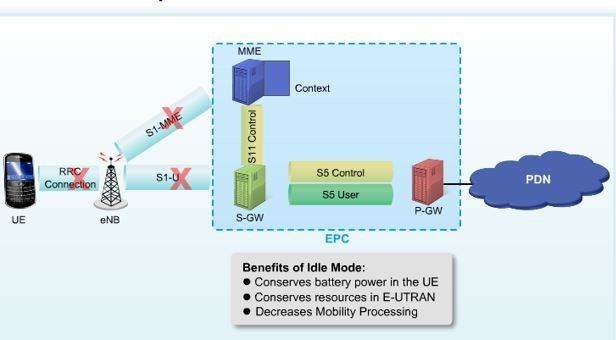 MME
Context
S1-MME
S11 Control
RRC
Connection
S1-U
S5 Control
S5 User
PDN
UE
eNB
S-GW
P-GW
EPC
Benefits of Idle Mode:
● Conserves battery power in the UE
● Conserves resources in E-UTRAN
● Decreases Mobility Processing